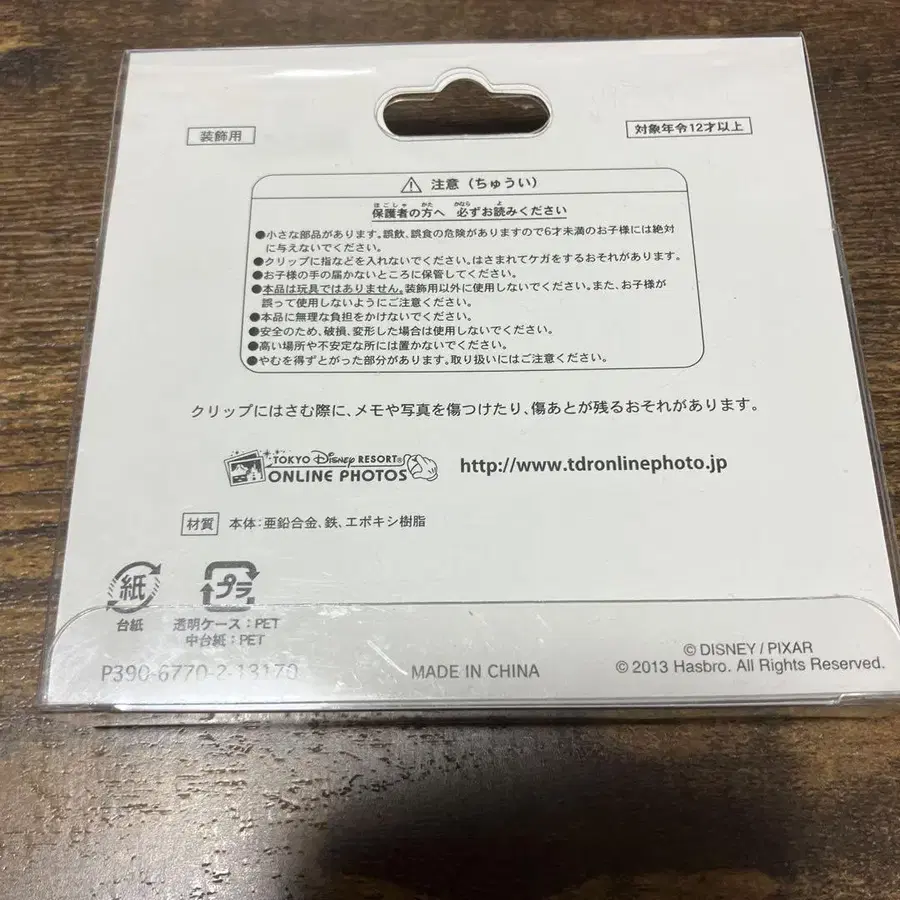 装飾用
対象年令12才以上
注意（ちゅうい）
ほごしゃ かた かなら よ
保護者の方へ 必ずお読みください
●小さな部品があります。誤飲、誤食の危険がありますので6才未満のお子様には絶対
に与えないでください。
●クリップに指などを入れないでください。はさまれてケガをするおそれがあります。
●お子様の手の届かないところに保管してください。
●本品は玩具ではありません。装飾用以外に使用しないでください。また、お子様が
誤って使用しないようにご注意ください。
●本品に無理な負担をかけないでください。
●安全のため、破損、変形した場合は使用しないでください。
●高い場所や不安定な所には置かないでください。
●やむを得ずとがった部分があります。取り扱いにはご注意ください。
クリップにはさむ際に、メモや写真を傷つけたり、傷あとが残るおそれがあります。
TOKYO Disney RESORT®
ONLINE PHOTOS
http://www.tdronlinephoto.jp
材質 本体：亜鉛合金、鉄、エポキシ樹脂
紙
プラ
台紙
透明ケース：PET
中台紙：PET
P390-6770-2-13170
MADE IN CHINA
© DISNEY / PIXAR
© 2013 Hasbro. All Rights Reserved.